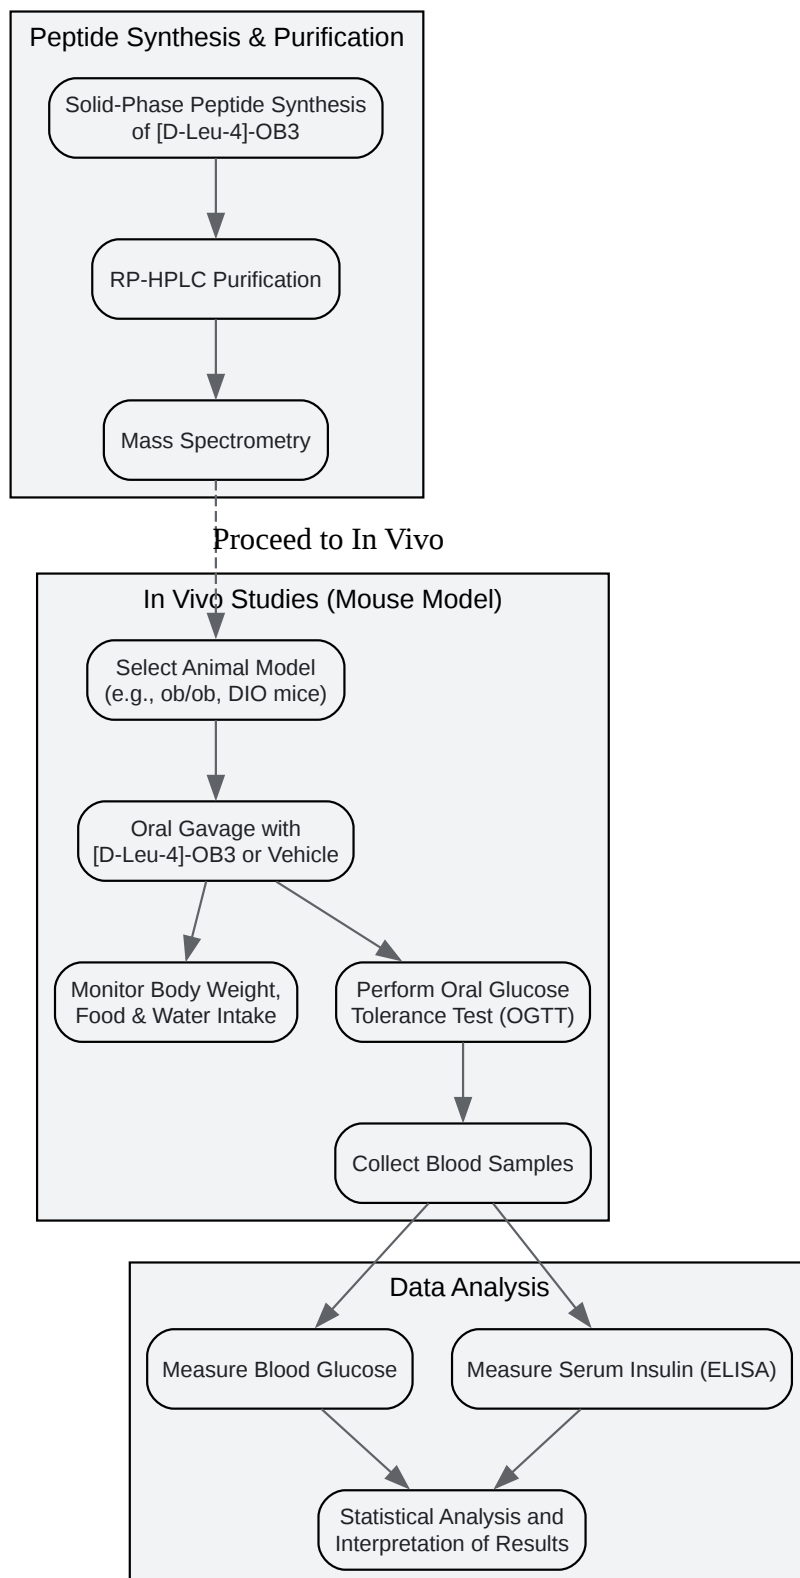 Peptide Synthesis & Purification
Solid-Phase Peptide Synthesis
of [D-Leu-4]-OB3
RP-HPLC Purification
Mass Spectrometry
Proceed to In Vivo
In Vivo Studies (Mouse Model)
Select Animal Model
(e.g., ob/ob, DIO mice)
Oral Gavage with
[D-Leu-4]-OB3 or Vehicle
Monitor Body Weight,
Food & Water Intake
Perform Oral Glucose
Tolerance Test (OGTT)
Collect Blood Samples
Data Analysis
Measure Blood Glucose
Measure Serum Insulin (ELISA)
Statistical Analysis and
Interpretation of Results